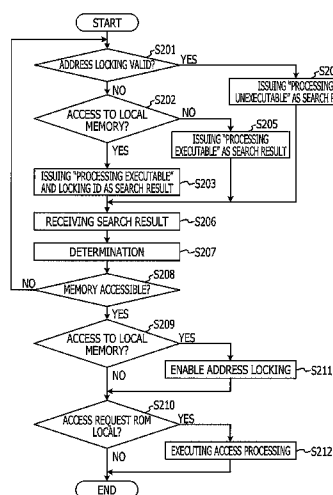 START
S201
ADDRESS LOCKING VALID?
YES
NO
S202
ACCESS TO LOCAL
MEMORY?
NO
YES
ISSUING "PROCESSING
UNEXECUTABLE" AS SEARCH
S205
ISSUING "PROCESSING
EXECUTABLE" AS SEARCH RESULT
ISSUING "PROCESSING EXECUTABLE"
AND LOCKING ID AS SEARCH RESULT
S203
RECEIVING SEARCH RESULT
S206
DETERMINATION
S207
S208
NO
MEMORY ACCESSIBLE?
YES
S209
ACCESS TO LOCAL
MEMORY?
YES
NO
ENABLE ADDRESS LOCKING
S211
S210
ACCESS REQUEST ROM
LOCAL?
YES
NO
EXECUTING ACCESS PROCESSING
S212
END